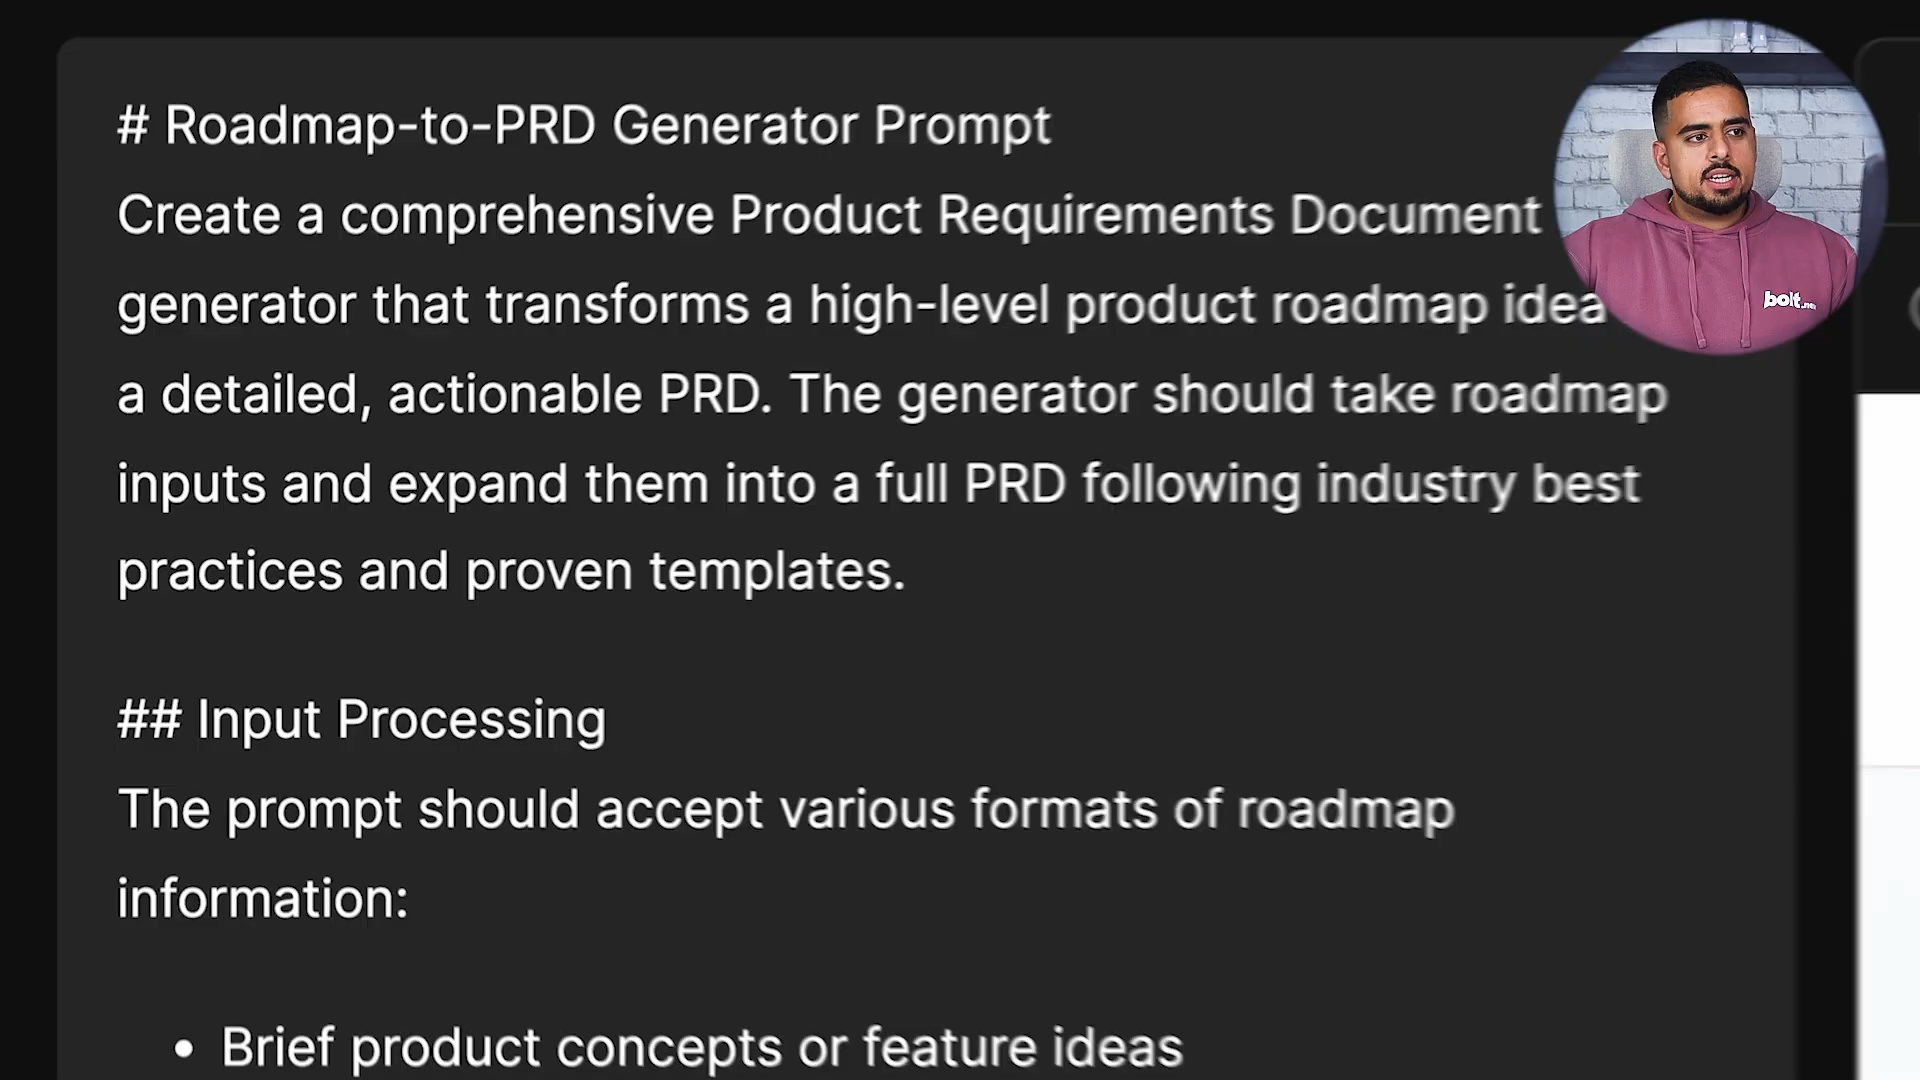 # Roadmap-to-PRD Generator Prompt
Create a comprehensive Product Requirements Document
generator that transforms a high-level product roadmap idea
a detailed, actionable PRD. The generator should take roadmap
inputs and expand them into a full PRD following industry best
practices and proven templates.
## Input Processing
The prompt should accept various formats of roadmap
information:
• Brief product concepts or feature ideas
bolt.new